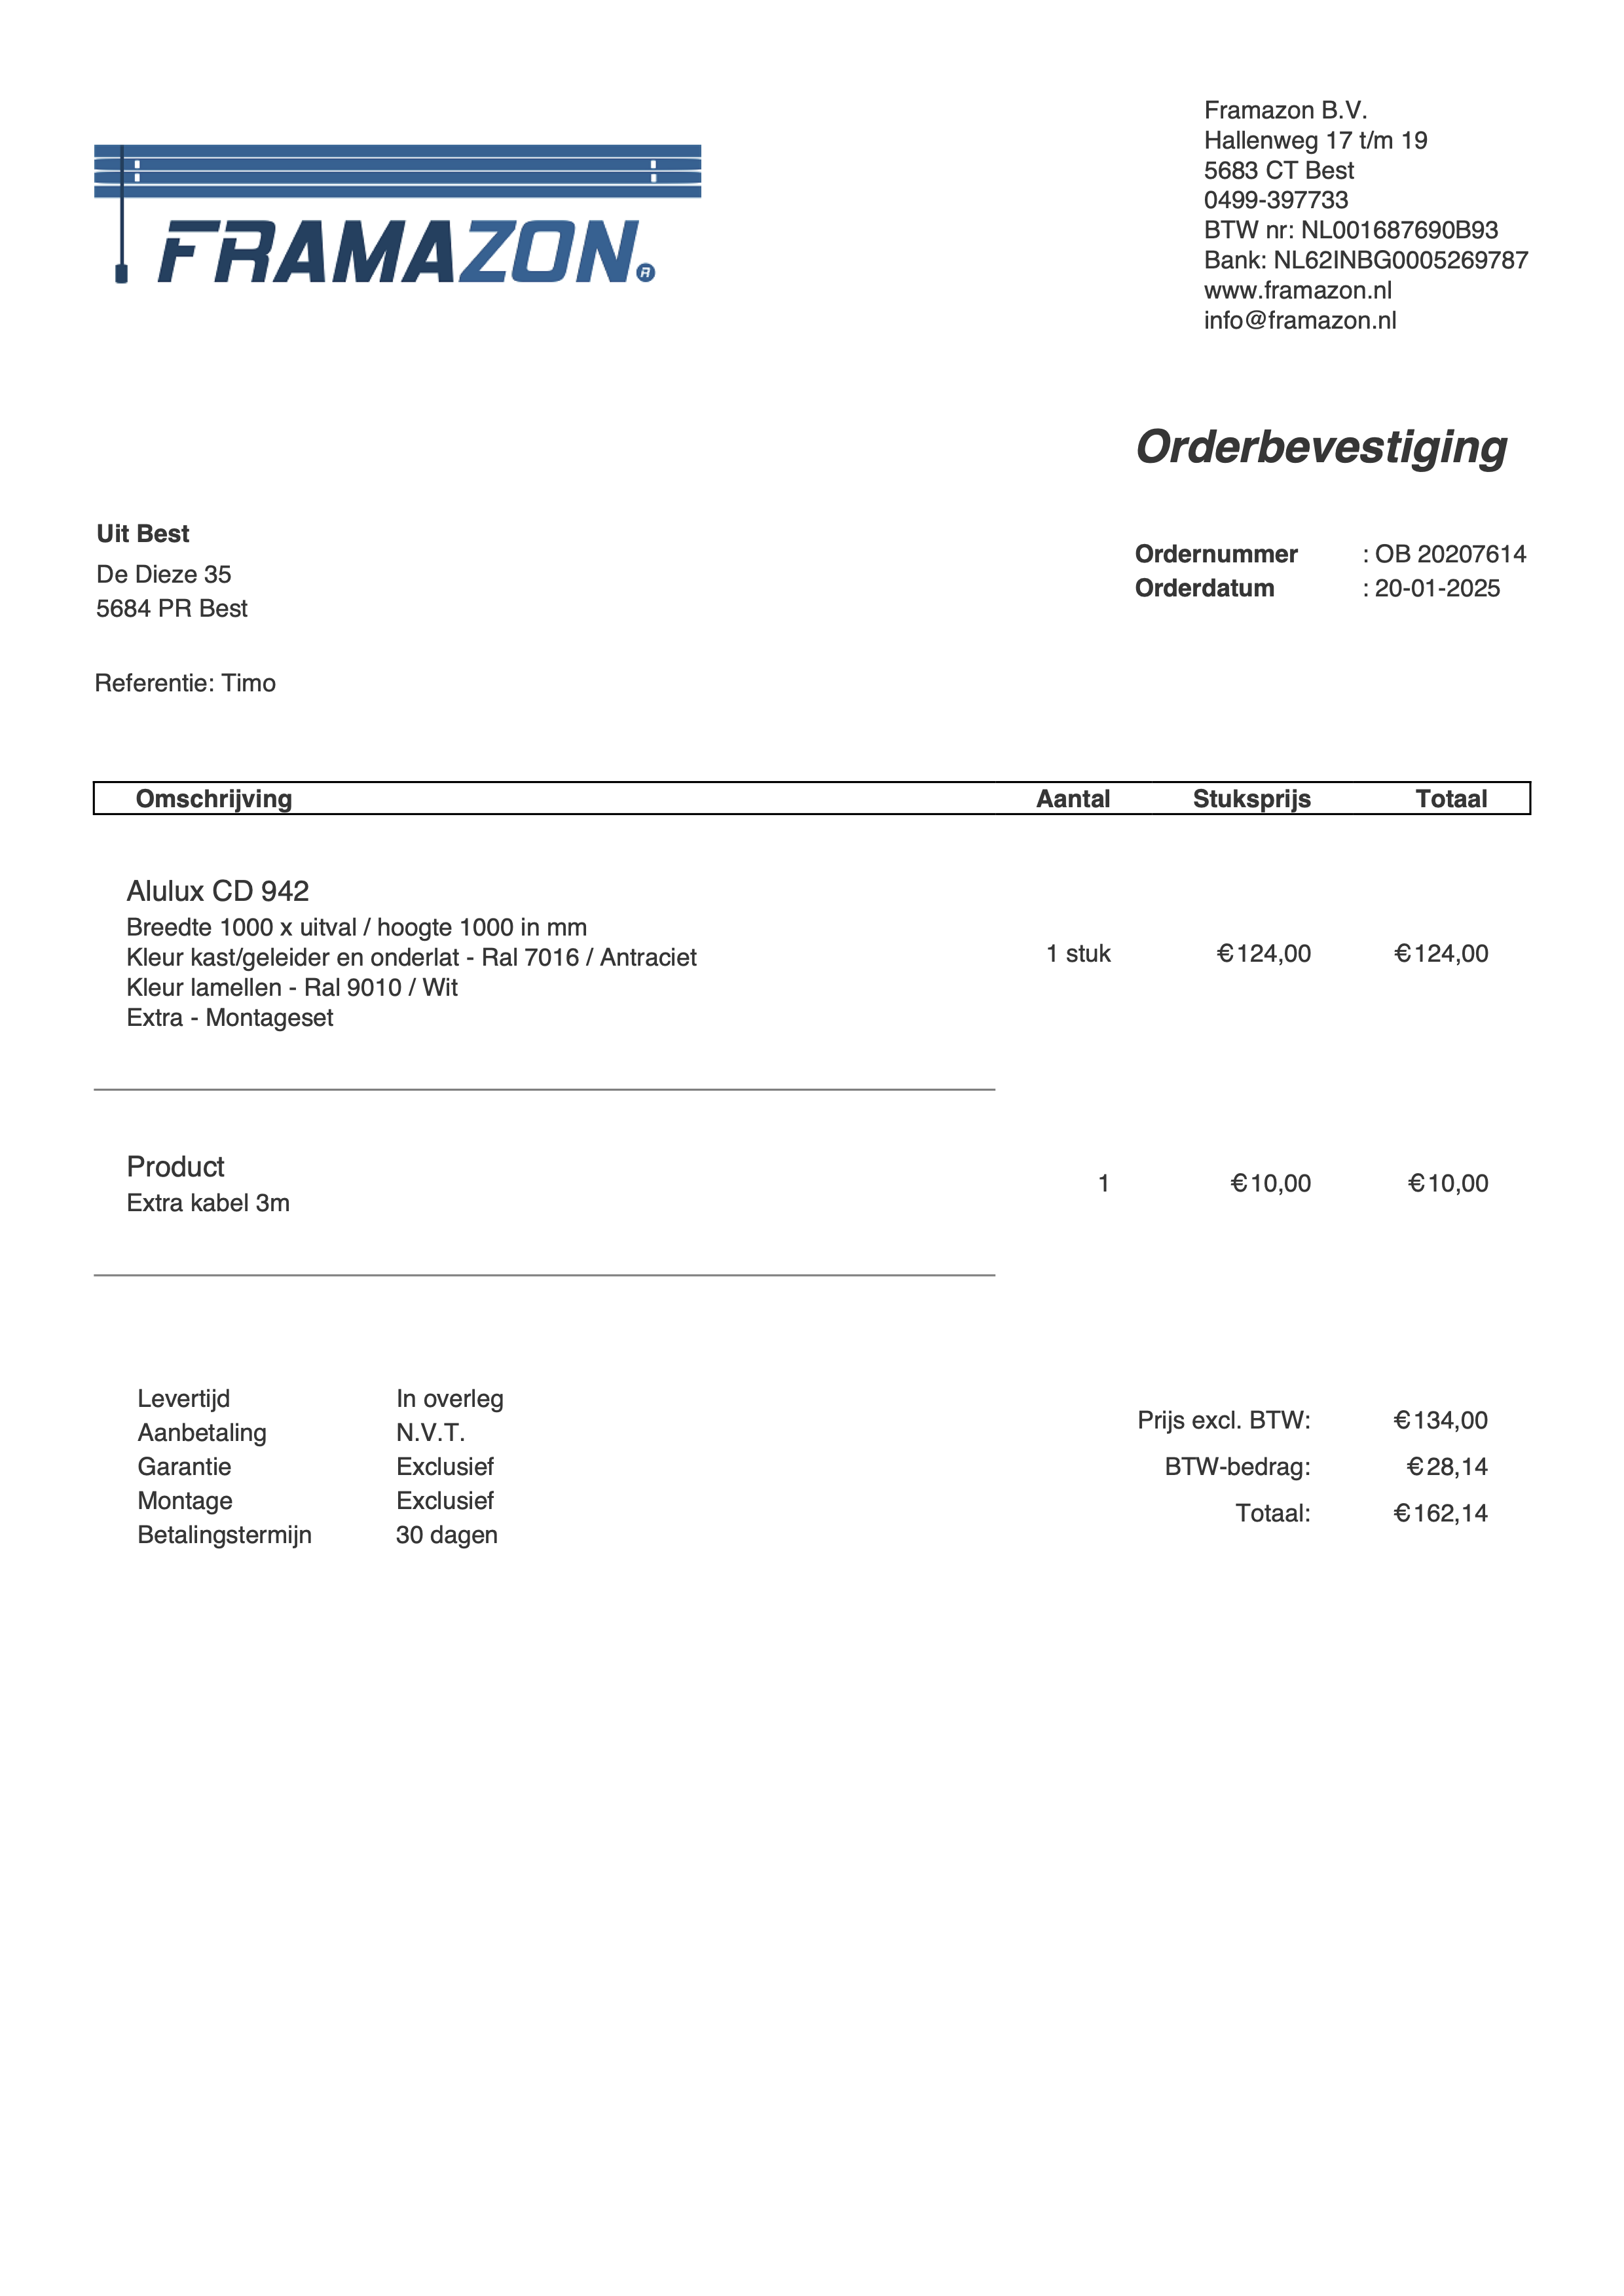 FRAMAZON®
Framazon B.V.
Hallenweg 17 t/m 19
5683 CT Best
0499-397733
BTW nr: NL001687690B93
Bank: NL62INBG0005269787
www.framazon.nl
info@framazon.nl
Orderbevestiging
Uit Best
De Dieze 35
5684 PR Best
Ordernummer : OB 20207614
Orderdatum : 20-01-2025
Referentie: Timo
Omschrijving Aantal Stuksprijs Totaal
Alulux CD 942
Breedte 1000 x uitval / hoogte 1000 in mm
Kleur kast/geleider en onderlat - Ral 7016 / Antraciet 1 stuk €124,00 €124,00
Kleur lamellen - Ral 9010 / Wit
Extra - Montageset
Product
Extra kabel 3m 1 €10,00 €10,00
Levertijd In overleg
Aanbetaling N.V.T.
Garantie Exclusief
Montage Exclusief
Betalingstermijn 30 dagen
Prijs excl. BTW: €134,00
BTW-bedrag: €28,14
Totaal: €162,14